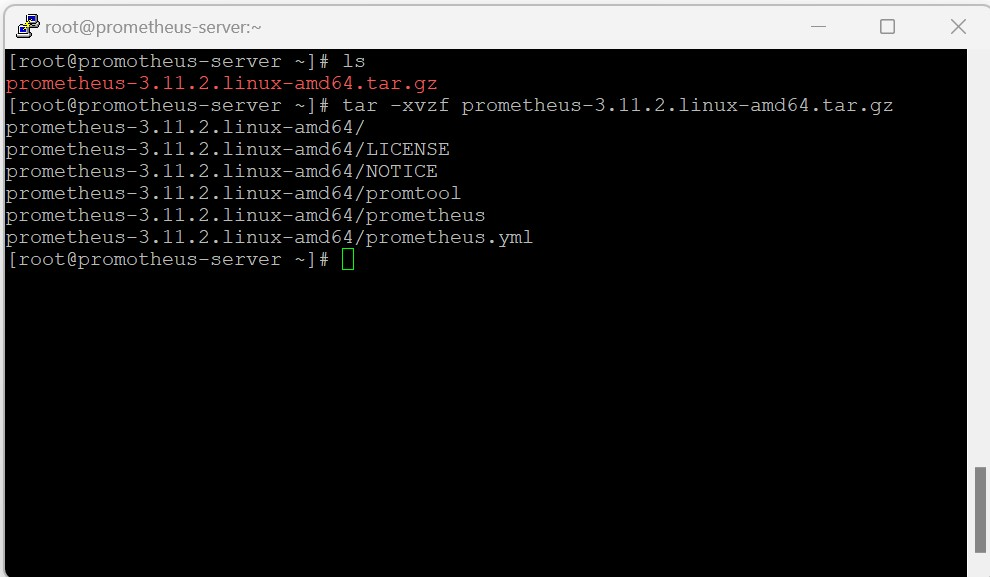 root@prometheus-server:~
[root@promotheus-server ~]# ls
prometheus-3.11.2.linux-amd64.tar.gz
[root@promotheus-server ~]# tar -xvzf prometheus-3.11.2.linux-amd64.tar.gz
prometheus-3.11.2.linux-amd64/
prometheus-3.11.2.linux-amd64/LICENSE
prometheus-3.11.2.linux-amd64/NOTICE
prometheus-3.11.2.linux-amd64/promtool
prometheus-3.11.2.linux-amd64/prometheus
prometheus-3.11.2.linux-amd64/prometheus.yml
[root@promotheus-server ~]#